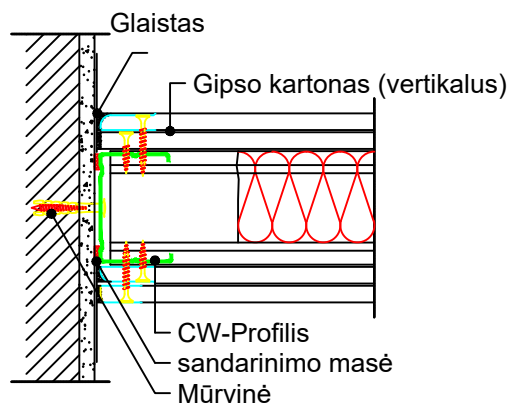 Glaistas
Gipso kartonas (vertikalus)
CW-Profilis
sandarinimo masė
Mūrvinė